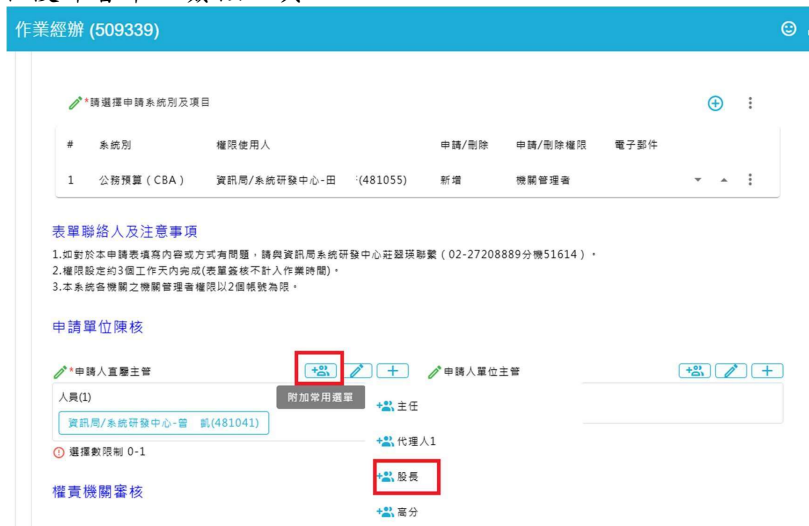 作業經辦 (509339)
*請選擇申請系統別及項目
# 系統別 權限使用人 申請/刪除 申請/刪除權限 電子郵件
1 公務預算(CBA) 資訊局/系統研發中心-田 (481055) 新增 機關管理者
表單聯絡人及注意事項
1.如對於本申請表填寫內容或方式有問題,請與資訊局系統研發中心莊翠瑛聯繫(02-27208889分機51614)。
2.權限設定約3個工作天內完成(表單簽核不計入作業時間)。
3.本系統各機關之機關管理者權限以2個帳號為限。
申請單位陳核
*申請人直屬主管 申請人單位主管
人員(1) 附加常用選單
主任
資訊局/系統研發中心-曾 凱(481041)
代理人1
選擇數限制 0-1
股長
權責機關審核
高分